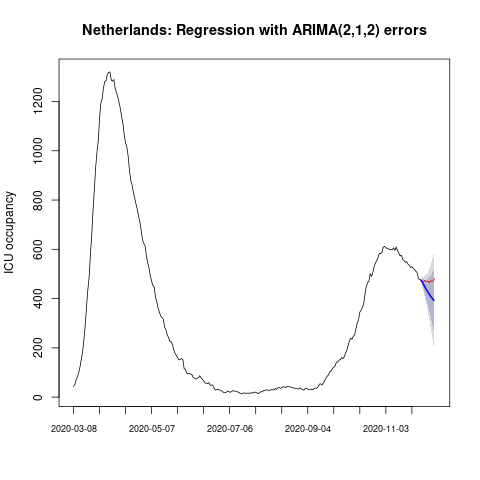 Netherlands: Regression with ARIMA(2,1,2) errors
ICU occupancy
1200
1000
800
600
400
200
0
2020-03-08 2020-05-07 2020-07-06 2020-09-04 2020-11-03